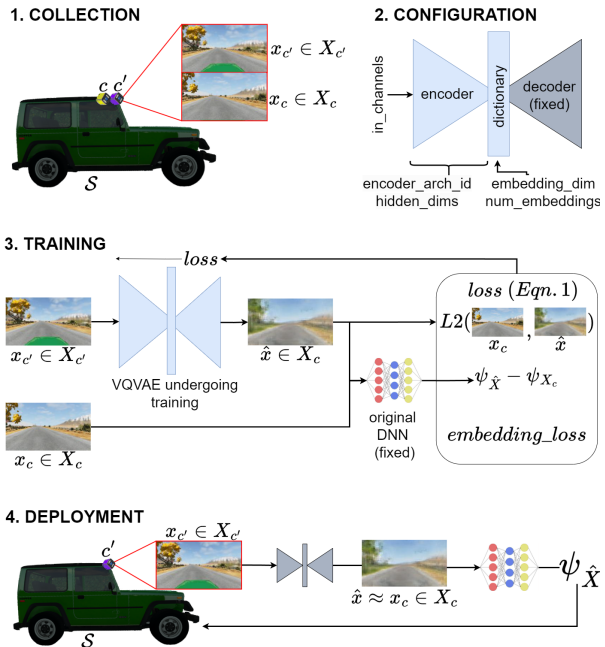 1. COLLECTION
c c'
x_{c'} ∈ X_{c'}
x_c ∈ X_c
S
2. CONFIGURATION
in_channels
encoder
dictionary
decoder
(fixed)
encoder_arch_id
hidden_dims
embedding_dim
num_embeddings
3. TRAINING
loss
x_{c'} ∈ X_{c'}
VQVAE undergoing
training
x̂ ∈ X_c
x_c ∈ X_c
original
DNN
(fixed)
loss (Eqn. 1)
L2( , )
x_c x̂
ψ_{X̂} − ψ_{X_c}
embedding_loss
4. DEPLOYMENT
c'
x_{c'} ∈ X_{c'}
S
x̂ ≈ x_c ∈ X_c
ψ_{X̂}